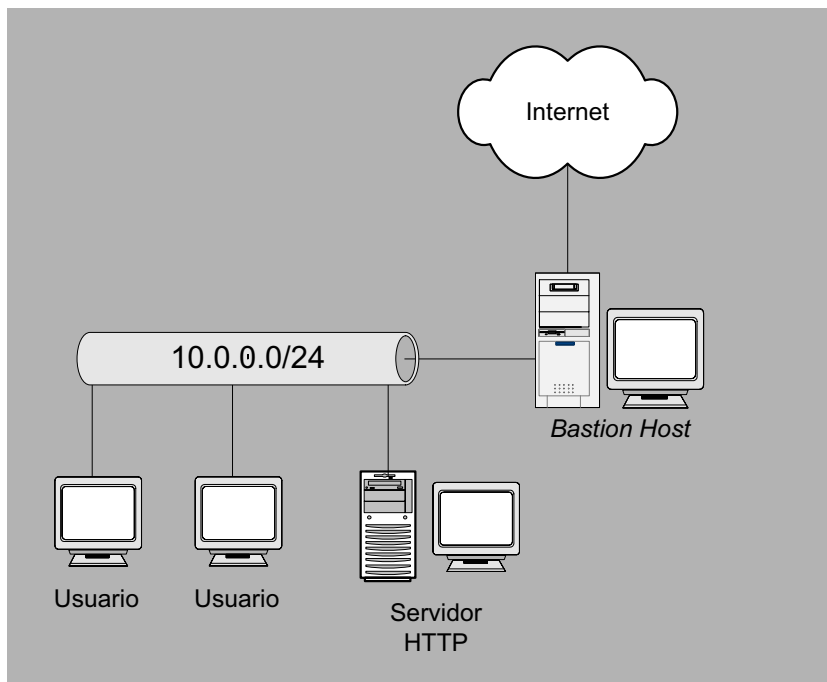 Internet
10.0.0.0/24
Bastion Host
Usuario
Usuario
Servidor
HTTP